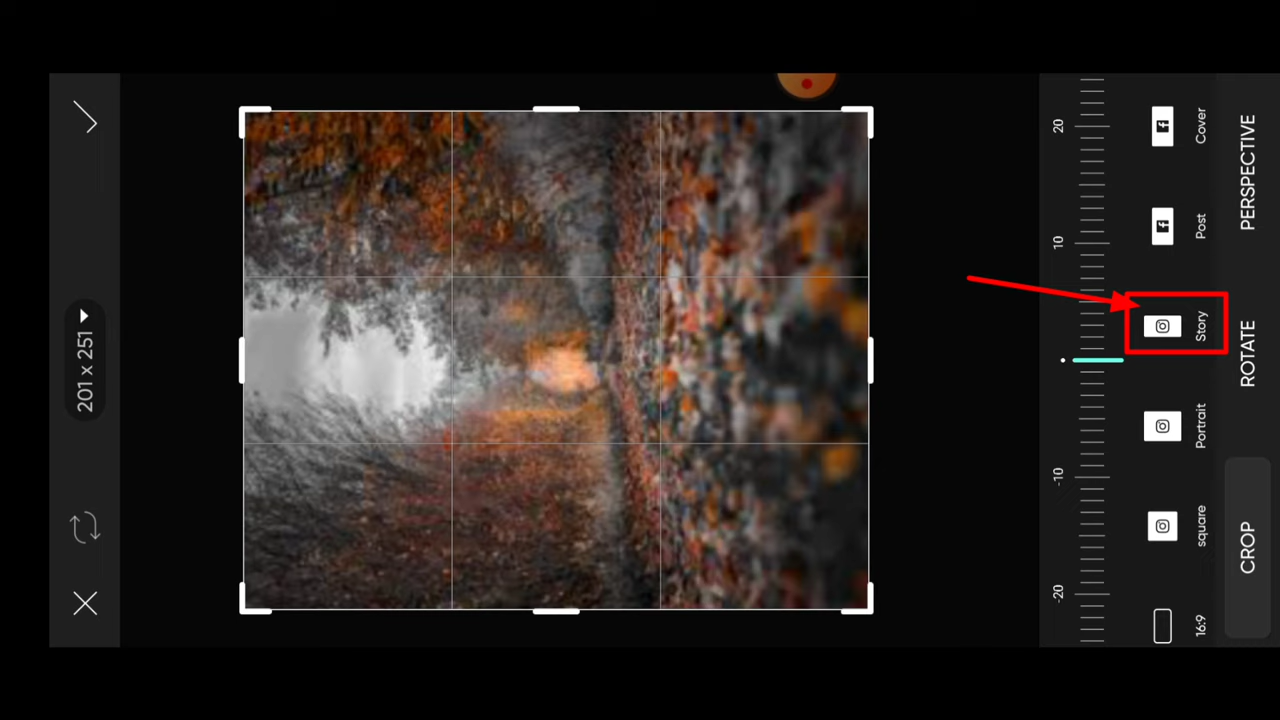 201 x 251
-20
-10
10
20
16:9
square
Portrait
Story
Post
Cover
CROP
ROTATE
PERSPECTIVE